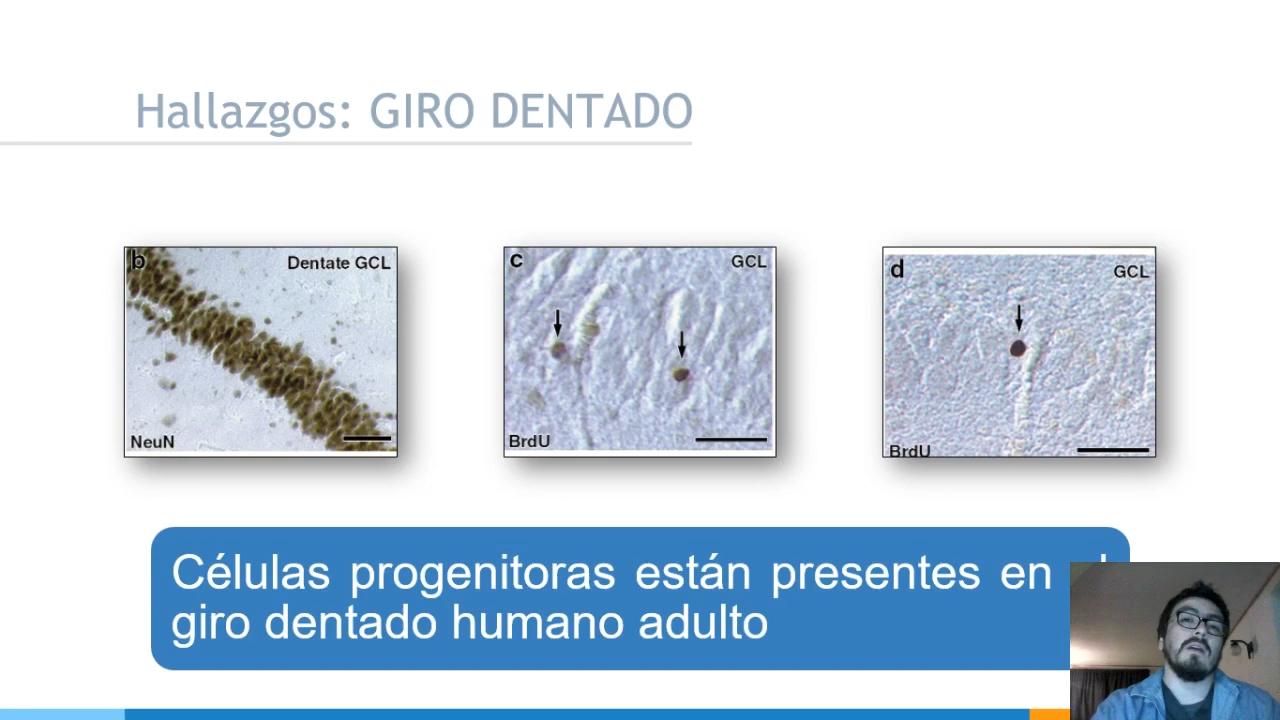 Hallazgos: GIRO DENTADO
b
Dentate GCL
NeuN
c
GCL
BrdU
d
GCL
BrdU
Células progenitoras están presentes en
giro dentado humano adulto